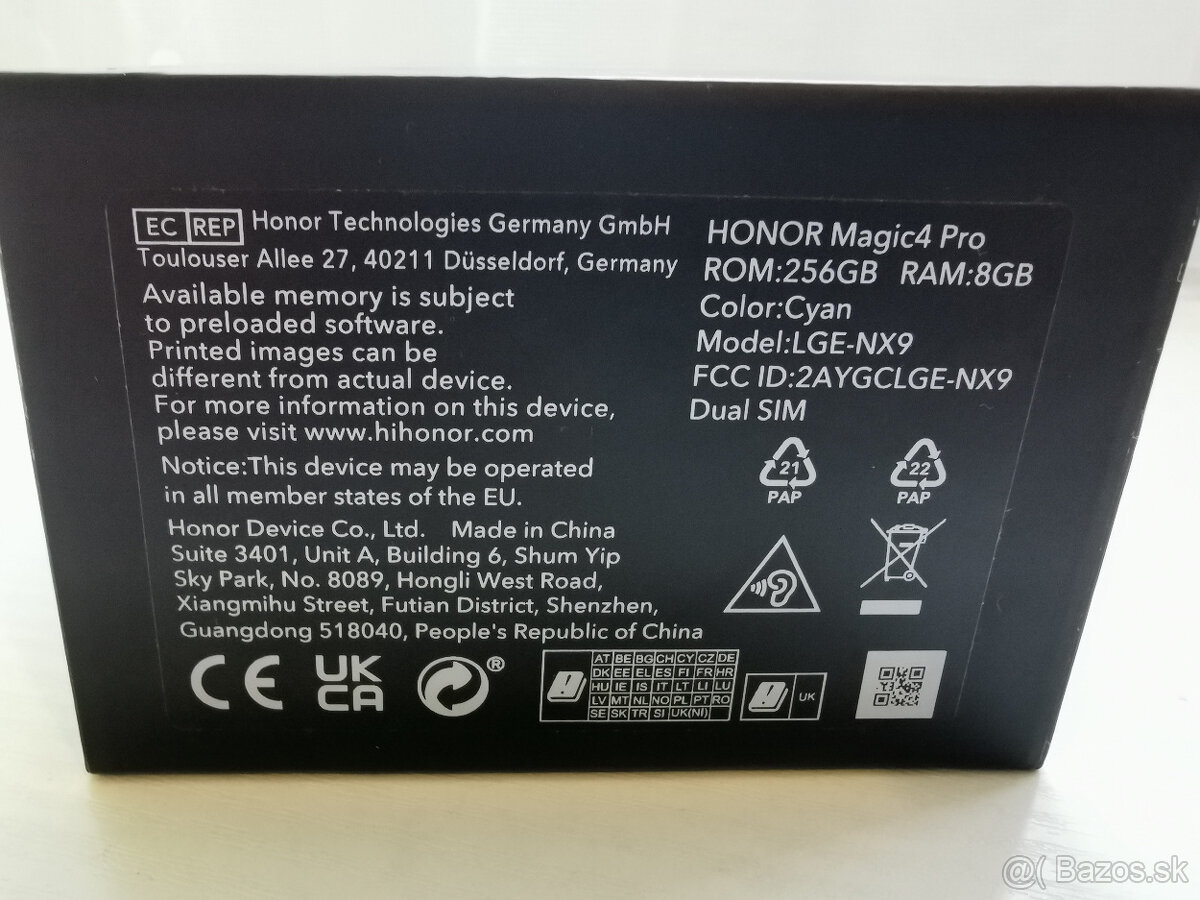 EC REP Honor Technologies Germany GmbH
Toulouser Allee 27, 40211 Düsseldorf, Germany
Available memory is subject
to preloaded software.
Printed images can be
different from actual device.
For more information on this device,
please visit www.hihonor.com
Notice:This device may be operated
in all member states of the EU.
Honor Device Co., Ltd. Made in China
Suite 3401, Unit A, Building 6, Shum Yip
Sky Park, No. 8089, Hongli West Road,
Xiangmihu Street, Futian District, Shenzhen,
Guangdong 518040, People's Republic of China
HONOR Magic4 Pro
ROM:256GB RAM:8GB
Color:Cyan
Model:LGE-NX9
FCC ID:2AYGCLGE-NX9
Dual SIM
21 22
PAP PAP
CE UK CA ®
AT BE BG CH CY CZ DE
DK EE EL ES FI FR HR
HU IE IS IT LT LI LU
LV MT NL NO PL PT RO
SE SK TR SI UK(NI)
UK
@( Bazos.sk